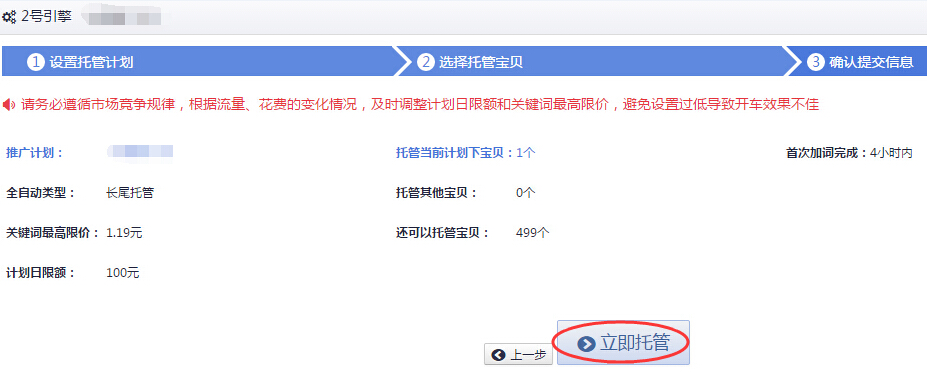 2号引擎
1 设置托管计划
2 选择托管宝贝
3 确认提交信息
请务必遵循市场竞争规律，根据流量、花费的变化情况，及时调整计划日限额和关键词最高限价，避免设置过低导致开车效果不佳
推广计划： 托管当前计划下宝贝：1个 首次加词完成：4小时内
全自动类型： 长尾托管 托管其他宝贝： 0个
关键词最高限价：1.19元 还可以托管宝贝： 499个
计划日限额： 100元
上一步 立即托管